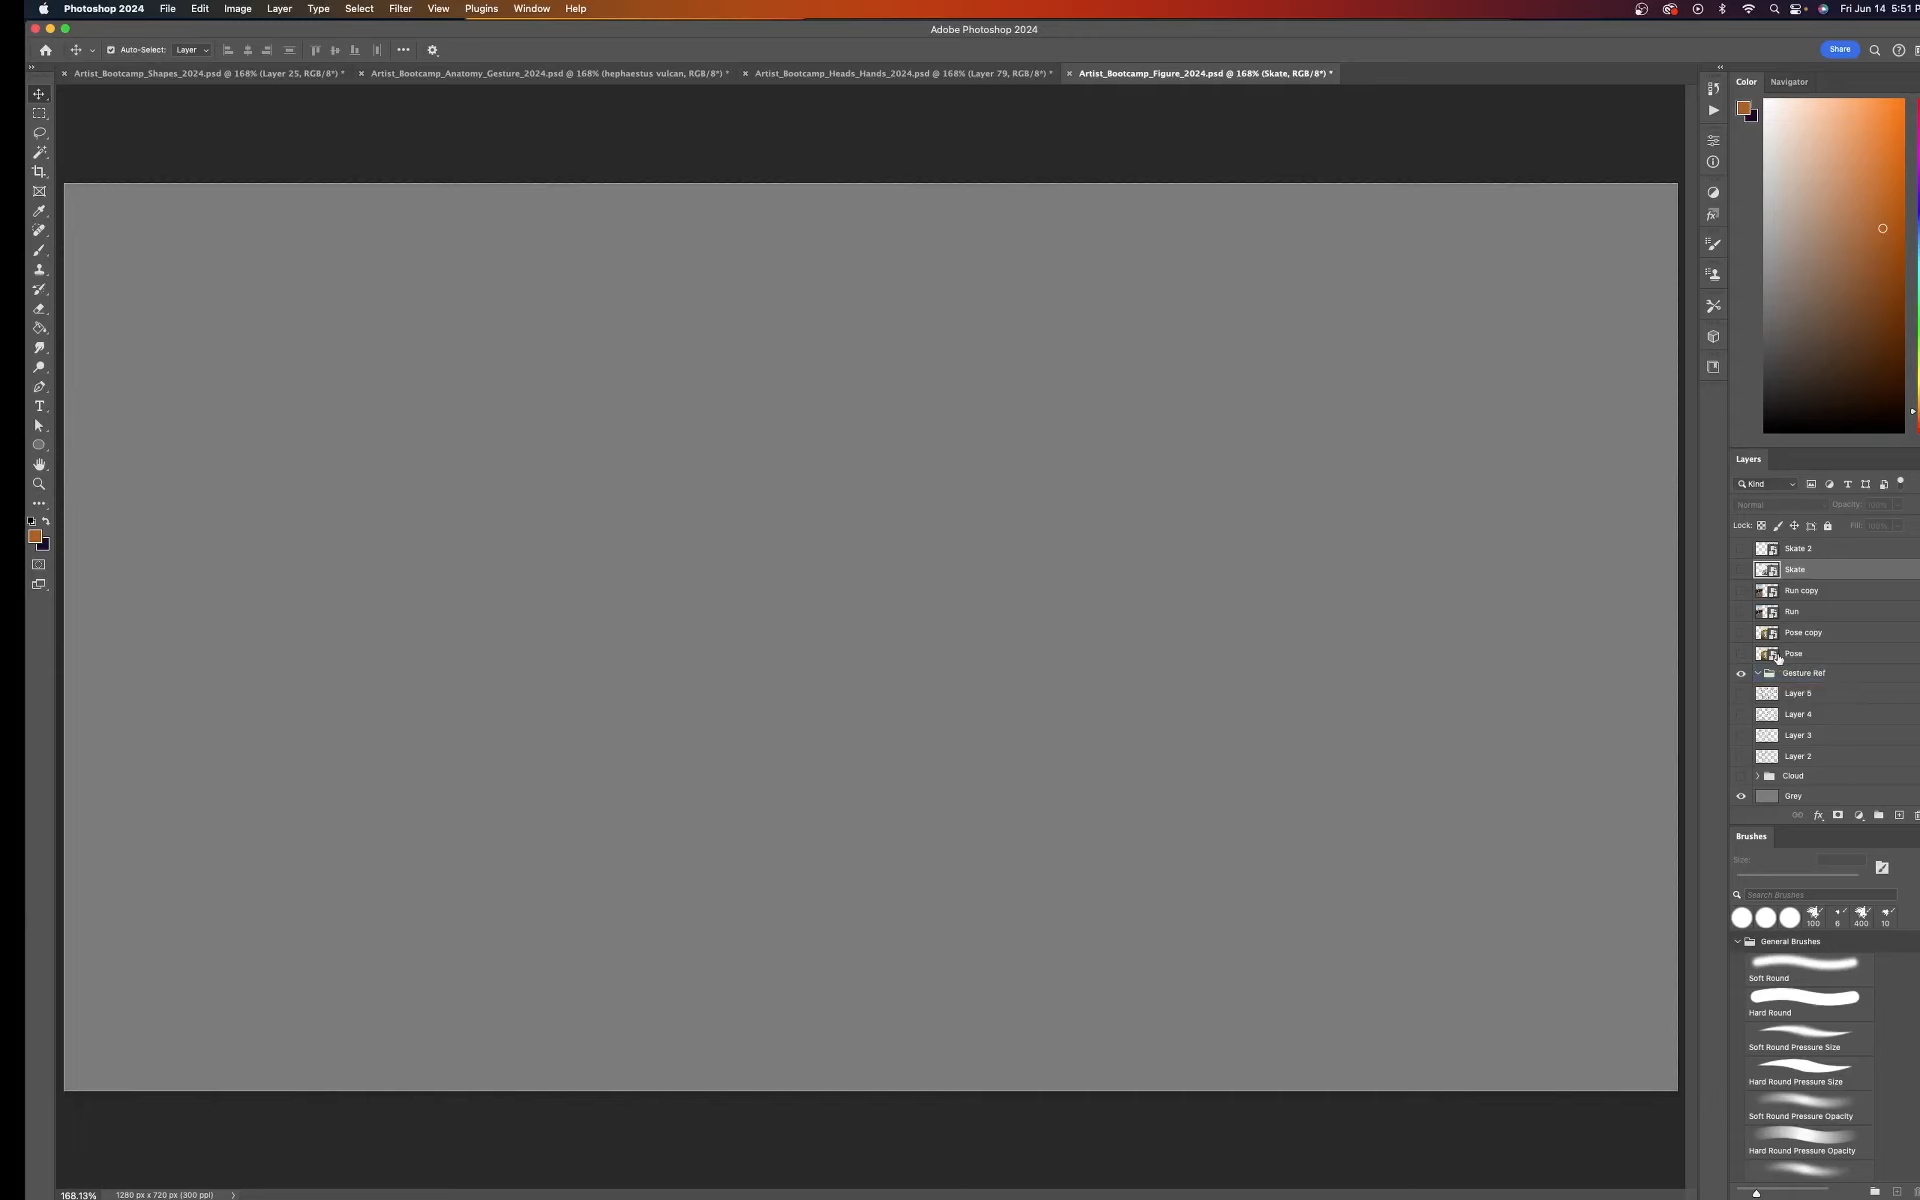 Photoshop 2024 File Edit Image Layer Type Select Filter View Plugins Window Help Fri Jun 14 5:51 P
Adobe Photoshop 2024
Auto-Select: Layer Share
Artist_Bootcamp_Shapes_2024.psd @ 168% (Layer 25, RGB/8*) * Artist_Bootcamp_Anatomy_Gesture_2024.psd @ 168% (hephaestus vulcan, RGB/8*) * Artist_Bootcamp_Heads_Hands_2024.psd @ 168% (Layer 79, RGB/8*) * Artist_Bootcamp_Figure_2024.psd @ 168% (Skate, RGB/8*) *
Color Navigator
Layers
Kind
Normal Opacity: 100%
Lock: Fill: 100%
Skate 2
Skate
Run copy
Run
Pose copy
Pose
Gesture Ref
Layer 5
Layer 4
Layer 3
Layer 2
Cloud
Grey
fx
Brushes
Size:
Search Brushes
100 6 400 10
General Brushes
Soft Round
Hard Round
Soft Round Pressure Size
Hard Round Pressure Size
Soft Round Pressure Opacity
Hard Round Pressure Opacity
168.13% 1280 px x 720 px (300 ppi)